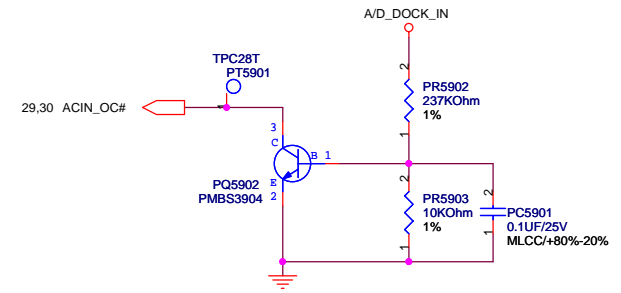 A/D_DOCK_IN
TPC28T
PT5901
29,30 ACIN_OC#
2
PR5902
237KOhm
1%
1
3
C
B 1
E
2
PQ5902
PMBS3904
2
PR5903
10KOhm
1%
1
2
PC5901
0.1UF/25V
MLCC/+80%-20%
1